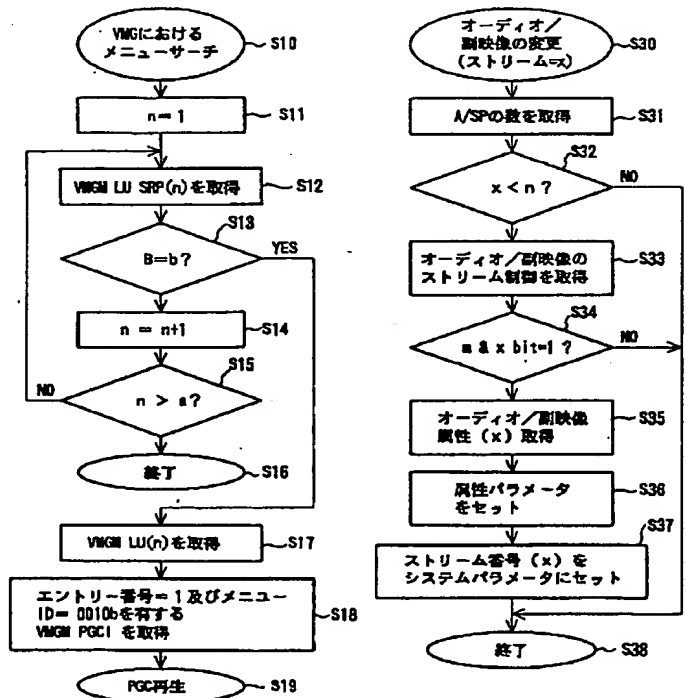 VMGにおける
メニューサーチ
S10
n = 1
S11
VMGM LU SRP(n)を取得
S12
S13
B=b?
YES
n = n+1
S14
S15
NO
n > a?
終了
S16
VMGM LU(n)を取得
S17
エントリー番号=1及びメニュー
ID= 0010bを有する
VMGM PGCI を取得
S18
PGC再生
S19
オーディオ/
副映像の変更
(ストリーム=x)
S30
A/SPの数を取得
S31
S32
x < n ?
NO
オーディオ/副映像の
ストリーム制御を取得
S33
S34
m a x bit=1 ?
NO
オーディオ/副映像
属性 (x) 取得
S35
属性パラメータ
をセット
S36
S37
ストリーム番号 (x) を
システムパラメータにセット
終了
S38